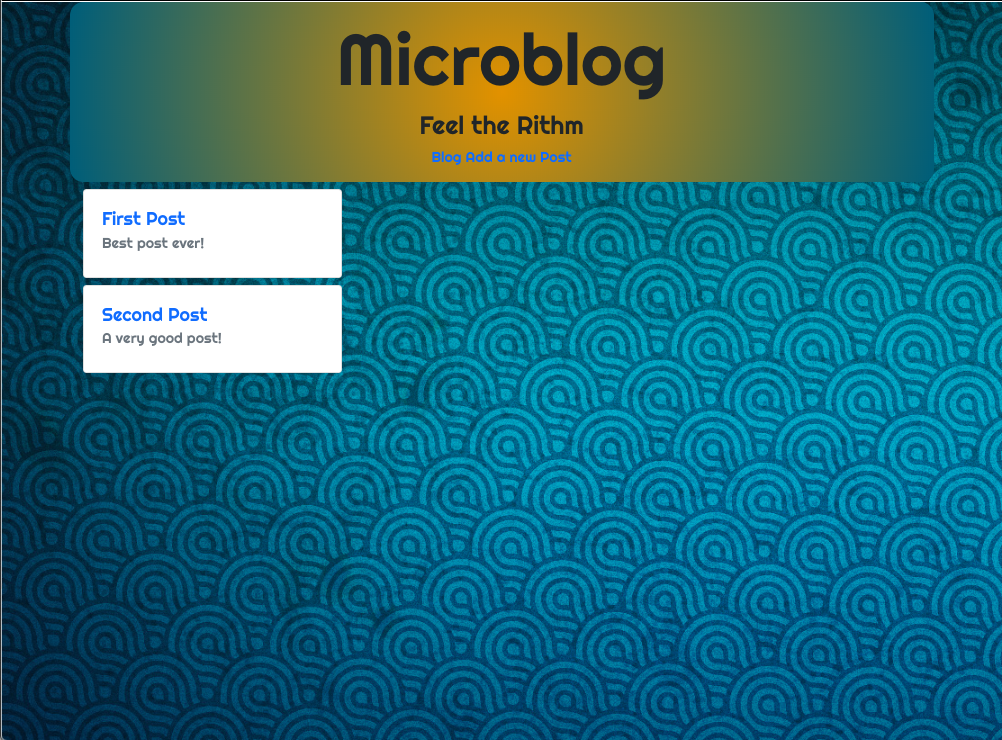 Microblog
Feel the Rithm
Blog Add a new Post
First Post
Best post ever!
Second Post
A very good post!